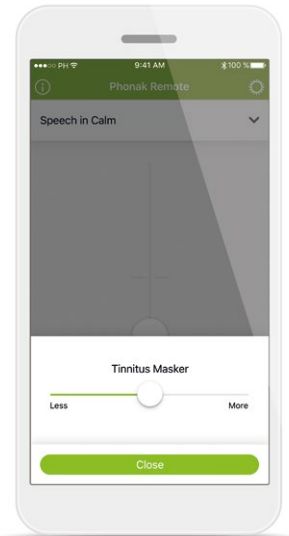 PH 9:41 AM 100 %
Phonak Remote
Speech in Calm
Tinnitus Masker
Less More
Close